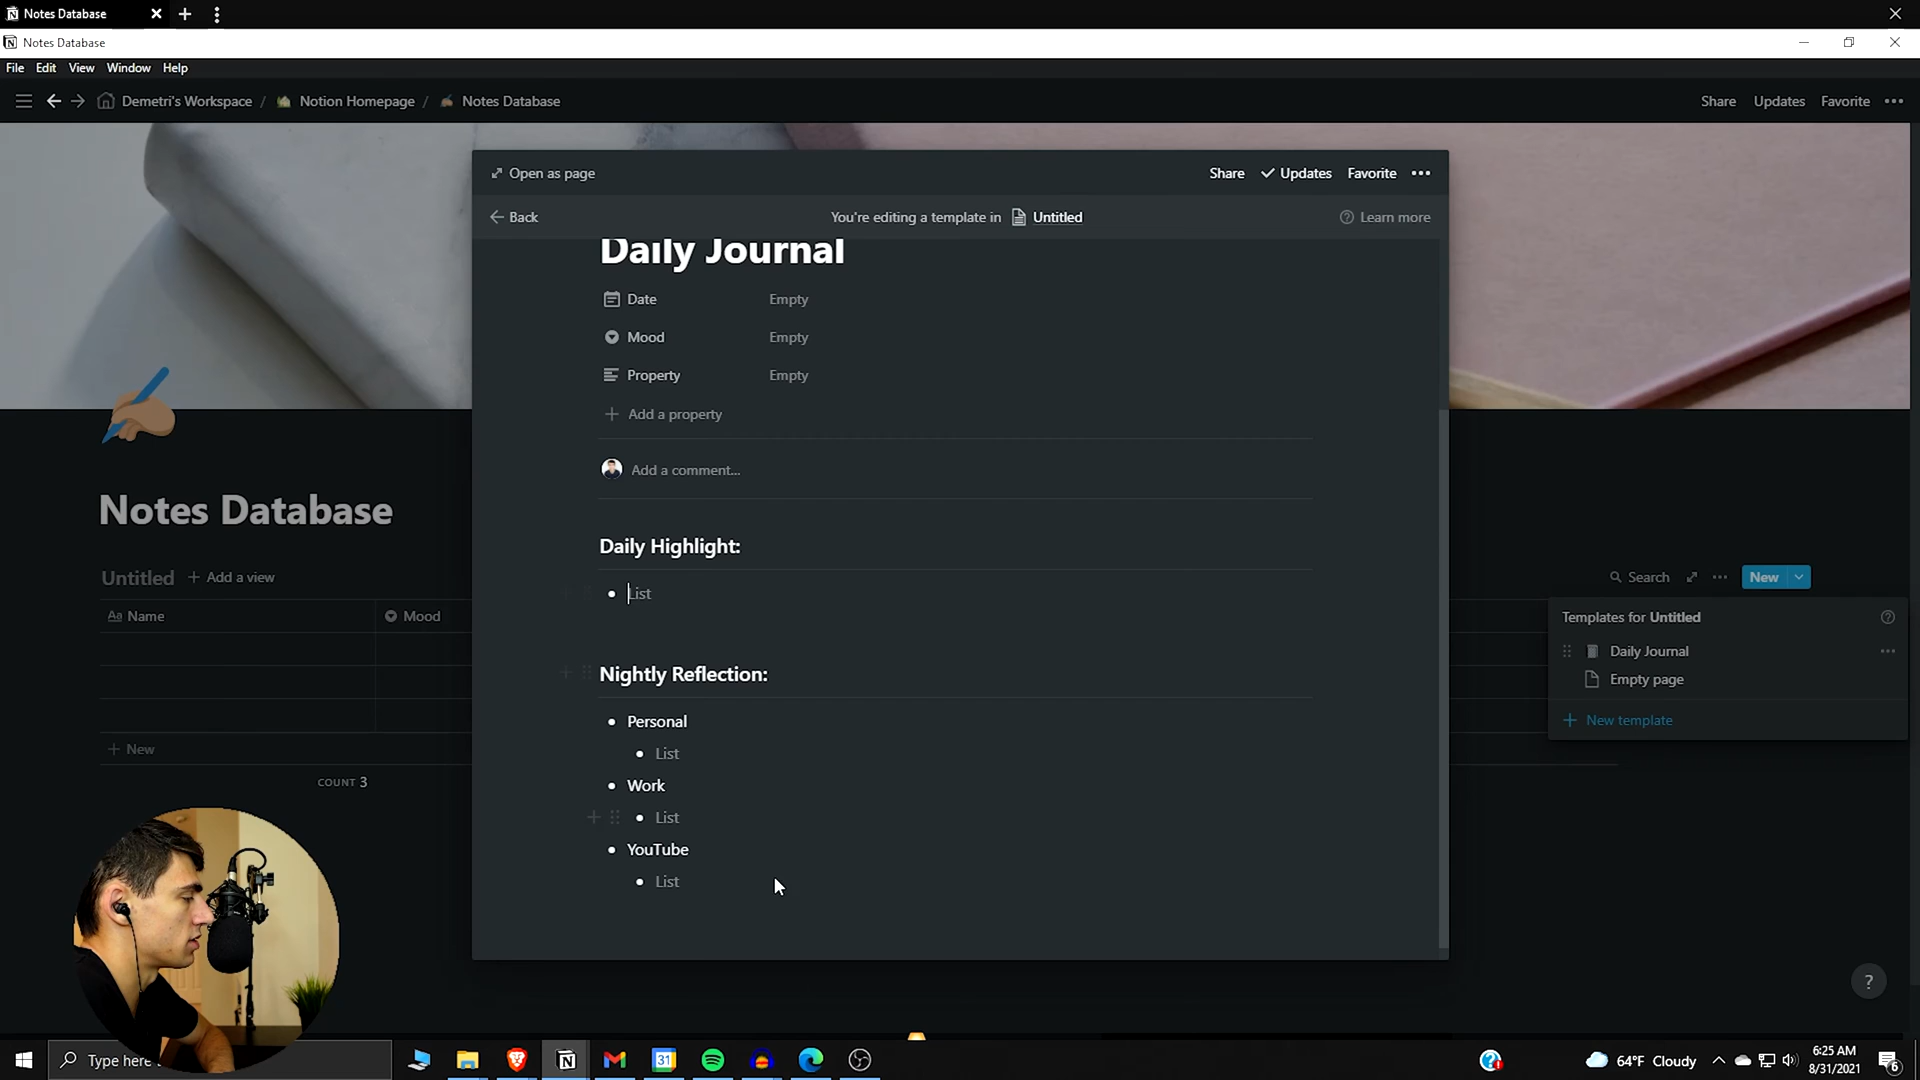 Notes Database
Notes Database
File Edit View Window Help
Demetri's Workspace / Notion Homepage / Notes Database
Share Updates Favorite
Open as page
Share Updates Favorite
Back
You're editing a template in Untitled
Learn more
Daily Journal
Date Empty
Mood Empty
Property Empty
Add a property
Add a comment...
Notes Database
Daily Highlight:
Untitled + Add a view
Search
New
List
Aa Name
Mood
Templates for Untitled
Daily Journal
Empty page
+ New template
Nightly Reflection:
Personal
List
Work
List
YouTube
List
+ New
COUNT 3
?
Type here
31
64°F Cloudy
6:25 AM
8/31/2021
6